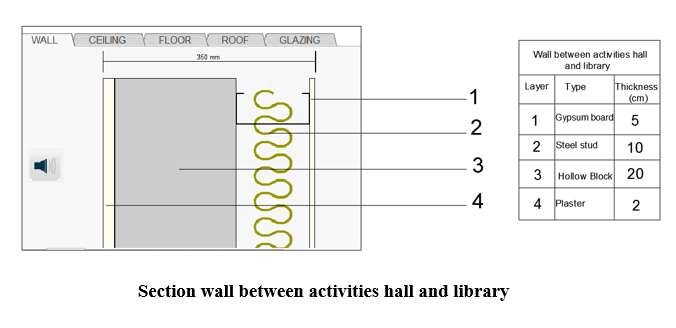 WALL CEILING FLOOR ROOF GLAZING
350 mm
1
2
3
4
Wall between activities hall
and library
Layer Type Thickness
(cm)
1 Gypsum board 5
2 Steel stud 10
3 Hollow Block 20
4 Plaster 2
Section wall between activities hall and library